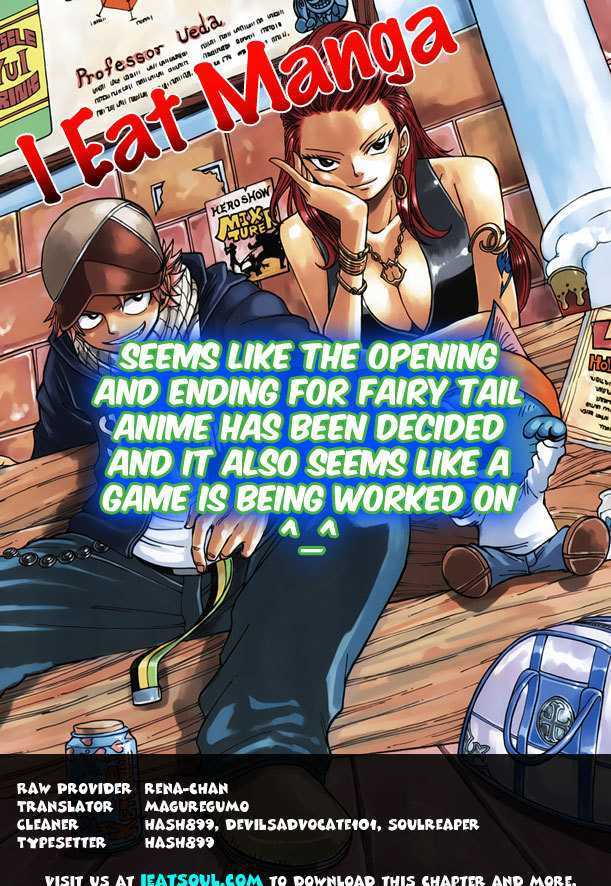 Professor Ueda
I Eat Manga
HERO SHOW
MIX
TURE
SEEMS LIKE THE OPENING
AND ENDING FOR FAIRY TAIL
ANIME HAS BEEN DECIDED
AND IT ALSO SEEMS LIKE A
GAME IS BEING WORKED ON
^_^
RAW PROVIDER RENA-CHAN
TRANSLATOR MAGUREGUMO
CLEANER HASH899, DEVILSADVOCATE101, SOULREAPER
TYPESETTER HASH899
VISIT US AT IEATSOUL.COM TO DOWNLOAD THIS CHAPTER AND MORE.